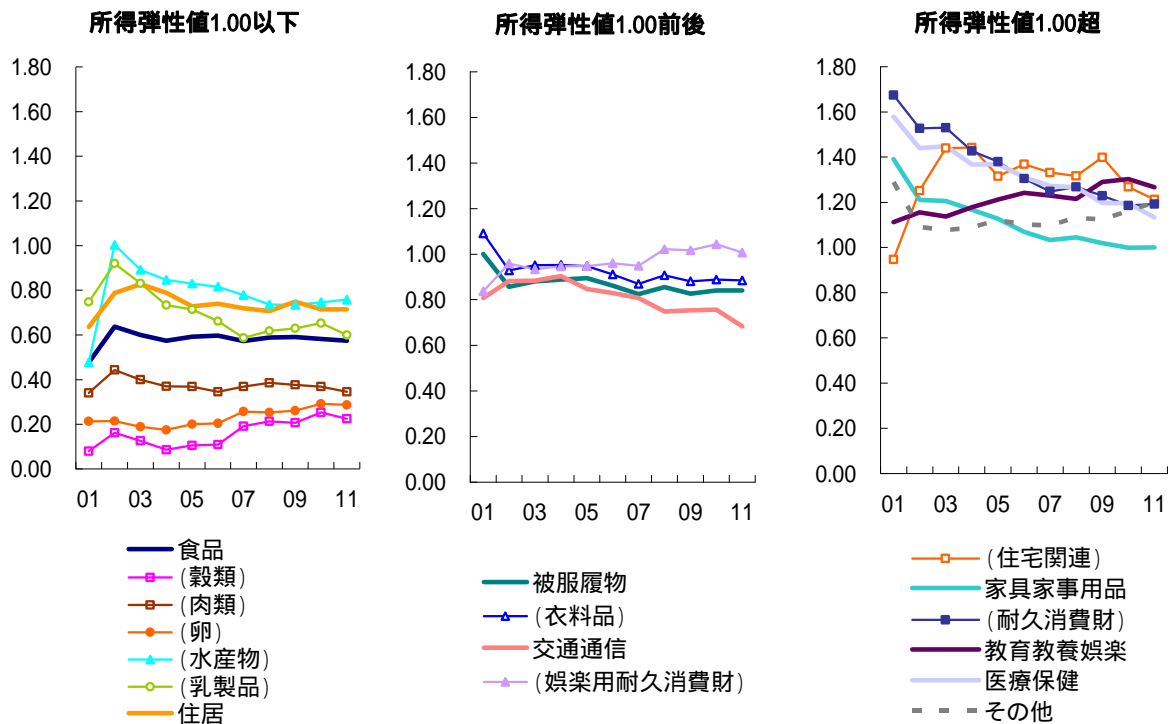 所得弾性値1.00以下
1.80
1.60
1.40
1.20
1.00
0.80
0.60
0.40
0.20
0.00
01 03 05 07 09 11
食品
(穀類)
(肉類)
(卵)
(水産物)
(乳製品)
住居
所得弾性値1.00前後
1.80
1.60
1.40
1.20
1.00
0.80
0.60
0.40
0.20
0.00
01 03 05 07 09 11
被服履物
(衣料品)
交通通信
(娯楽用耐久消費財)
所得弾性値1.00超
1.80
1.60
1.40
1.20
1.00
0.80
0.60
0.40
0.20
0.00
01 03 05 07 09 11
(住宅関連)
家具家事用品
(耐久消費財)
教育教養娯楽
医療保健
その他